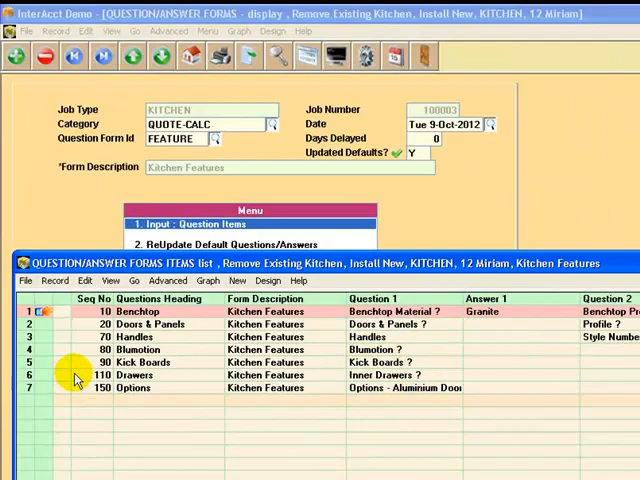 InterAcct Demo - [QUESTION/ANSWER FORMS - display , Remove Existing Kitchen, Install New, KITCHEN, 12 Miriam]
File Record Edit View Go Advanced Menu Graph Design Help
Job Type KITCHEN Job Number 100003
Category QUOTE-CALC Date Tue 9-Oct-2012
Question Form Id FEATURE Days Delayed 0
Updated Defaults? Y
*Form Description Kitchen Features
Menu
1. Input : Question Items
2. ReUpdate Default Questions/Answers
QUESTION/ANSWER FORMS ITEMS list , Remove Existing Kitchen, Install New, KITCHEN, 12 Miriam, Kitchen Features
File Record Edit View Go Advanced Graph Design Help
Seq No Questions Heading Form Description Question 1 Answer 1 Question 2
1 10 Benchtop Kitchen Features Benchtop Material ? Granite Benchtop Pro
2 20 Doors & Panels Kitchen Features Doors & Panels ? Profile ?
3 70 Handles Kitchen Features Handles Style Number
4 80 Blumotion Kitchen Features Blumotion ?
5 90 Kick Boards Kitchen Features Kick Boards ?
6 110 Drawers Kitchen Features Inner Drawers ?
7 150 Options Kitchen Features Options - Aluminium Door